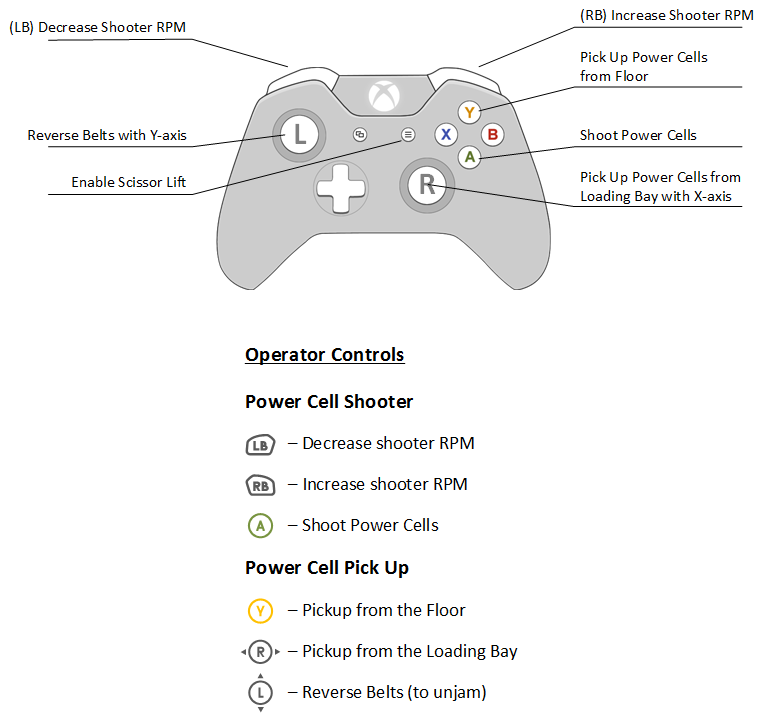 (LB) Decrease Shooter RPM
(RB) Increase Shooter RPM
Pick Up Power Cells
from Floor
Reverse Belts with Y-axis
Shoot Power Cells
Enable Scissor Lift
Pick Up Power Cells from
Loading Bay with X-axis
L
Y
X
B
A
R
Operator Controls
Power Cell Shooter
LB – Decrease shooter RPM
RB – Increase shooter RPM
A – Shoot Power Cells
Power Cell Pick Up
Y – Pickup from the Floor
R – Pickup from the Loading Bay
L – Reverse Belts (to unjam)